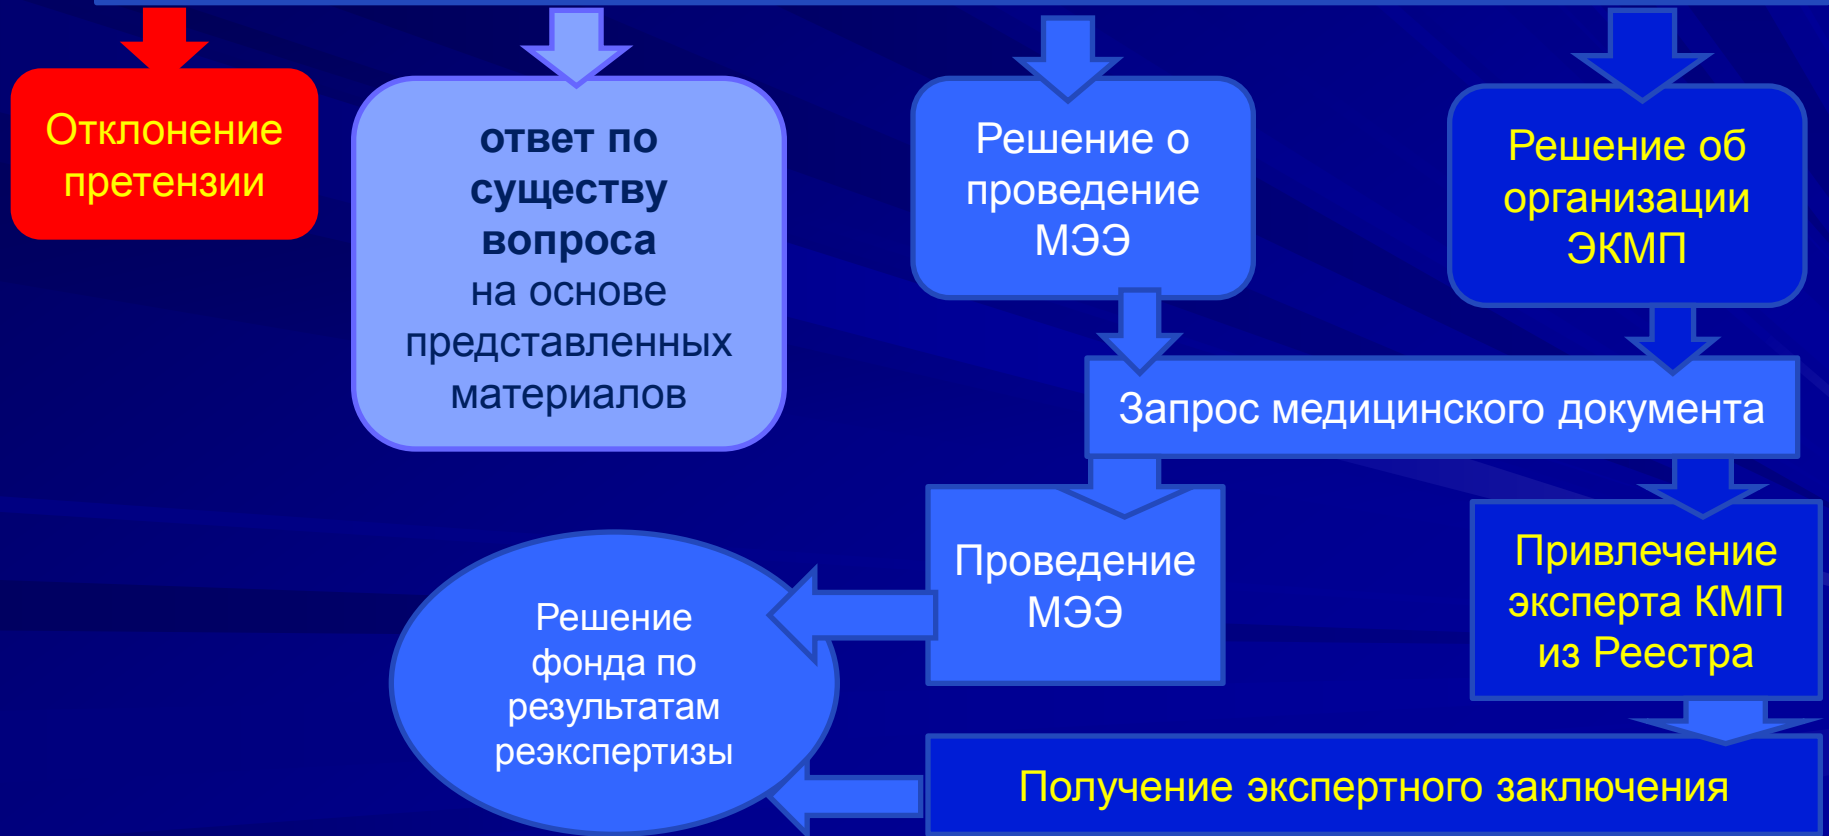 Отклонение
претензии
ответ по
существу
вопроса
на основе
представленных
материалов
Решение о
проведение
МЭЭ
Решение об
организации
ЭКМП
Запрос медицинского документа
Проведение
МЭЭ
Привлечение
эксперта КМП
из Реестра
Решение
фонда по
результатам
реэкспертизы
Получение экспертного заключения